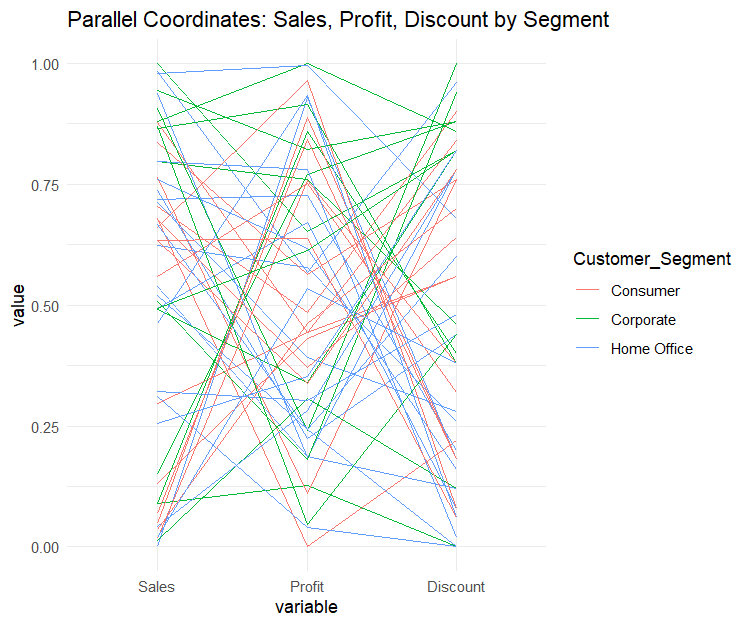 Parallel Coordinates: Sales, Profit, Discount by Segment
1.00
0.75
0.50
0.25
0.00
value
Sales
Profit
Discount
variable
Customer_Segment
Consumer
Corporate
Home Office